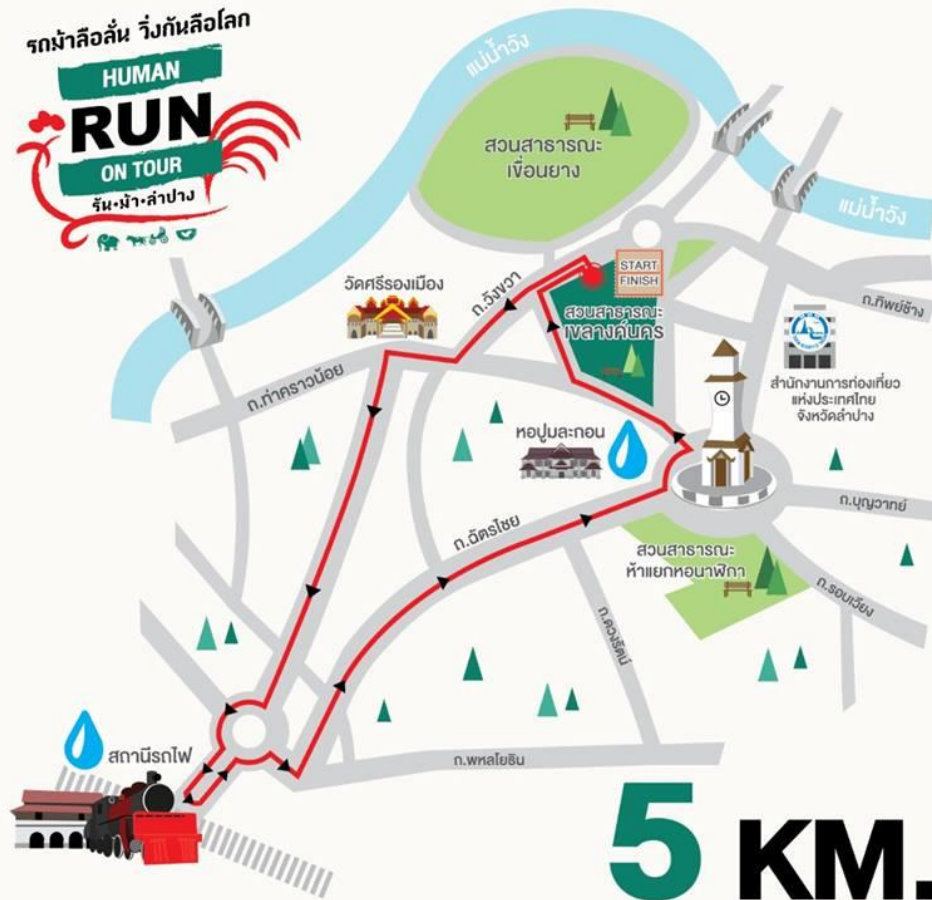 รถม้าลือลั่น วิ่งกันลือโลก
HUMAN
RUN
ON TOUR
รัน•ม้า•ลำปาง
แม่น้ำวัง
สวนสาธารณะ
เขื่อนยาง
แม่น้ำวัง
START
FINISH
วัดศรีรองเมือง
ถ.วังขวา
สวนสาธารณะ
เขลางค์นคร
ถ.ทิพย์ช้าง
สำนักงานการท่องเที่ยว
แห่งประเทศไทย
จังหวัดลำปาง
ถ.ท่าคราวน้อย
หอปูมละกอน
ถ.บุญวาทย์
ถ.ฉัตรไชย
สวนสาธารณะ
ห้าแยกหอนาฬิกา
ถ.รอบเวียง
ถ.ดวงรัตน์
สถานีรถไฟ
ถ.พหลโยธิน
5 KM.